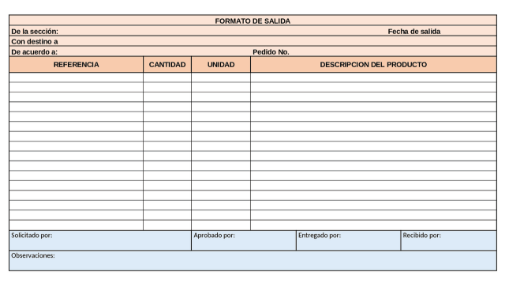 FORMATO DE SALIDA
De la sección: Fecha de salida
Con destino a
De acuerdo a: Pedido No.
REFERENCIA CANTIDAD UNIDAD DESCRIPCION DEL PRODUCTO
Solicitado por: Aprobado por: Entregado por: Recibido por:
Observaciones: